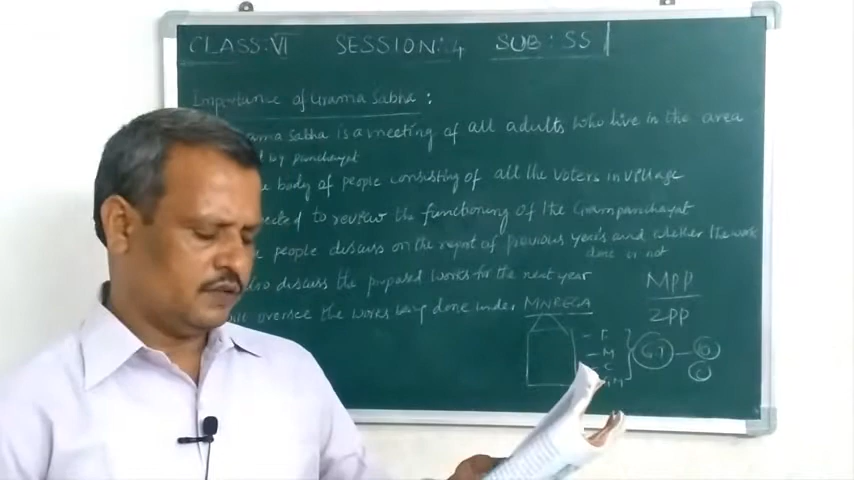 CLASS: VI SESSION: 4 SUB: SS
Importance of Grama Sabha :
ama Sabha is a meeting of all adults who live in the area
by panchayat
body of people consisting of all the voters in village
cted to review the functioning of the Grampanchayat
people discuss on the report of previous years and whether the work
done or not
lso discuss the proposed works for the next year
oversee the works being done under MNREGA
MPP
ZPP
M
C